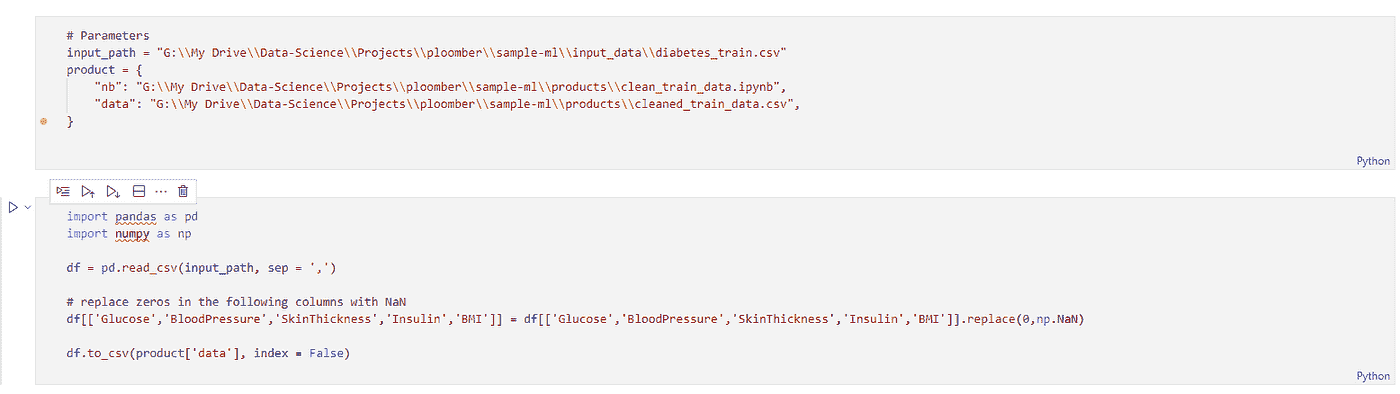 # Parameters
input_path = "G:\\My Drive\\Data-Science\\Projects\\ploomber\\sample-ml\\input_data\\diabetes_train.csv"
product = {
    "nb": "G:\\My Drive\\Data-Science\\Projects\\ploomber\\sample-ml\\products\\clean_train_data.ipynb",
    "data": "G:\\My Drive\\Data-Science\\Projects\\ploomber\\sample-ml\\products\\cleaned_train_data.csv",
}
Python
import pandas as pd
import numpy as np
df = pd.read_csv(input_path, sep = ',')
# replace zeros in the following columns with NaN
df[['Glucose','BloodPressure','SkinThickness','Insulin','BMI']] = df[['Glucose','BloodPressure','SkinThickness','Insulin','BMI']].replace(0,np.NaN)
df.to_csv(product['data'], index = False)
Python